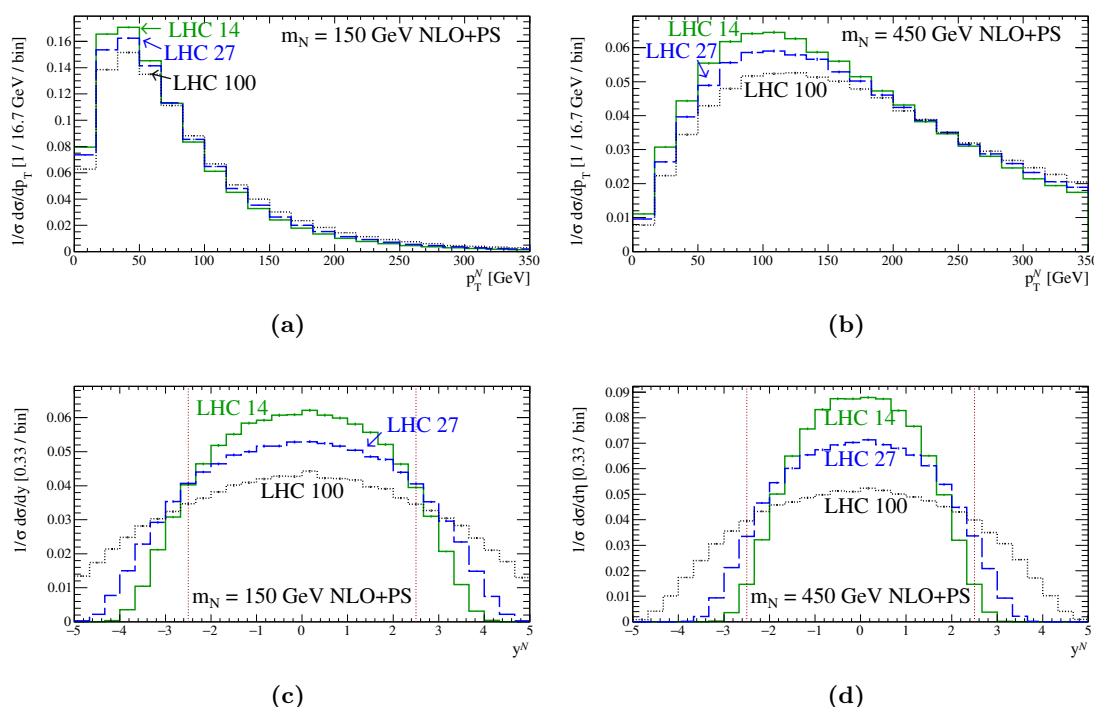 1/σ dσ/dp_T [1 / 16.7 GeV / bin]
0.16
0.14
0.12
0.1
0.08
0.06
0.04
0.02
0
LHC 14
LHC 27
LHC 100
m_N = 150 GeV NLO+PS
0 50 100 150 200 250 300 350
p_T^N [GeV]
(a)
1/σ dσ/dp_T [1 / 16.7 GeV / bin]
0.06
0.05
0.04
0.03
0.02
0.01
0
LHC 14
LHC 27
LHC 100
m_N = 450 GeV NLO+PS
0 50 100 150 200 250 300 350
p_T^N [GeV]
(b)
1/σ dσ/dy [0.33 / bin]
0.06
0.05
0.04
0.03
0.02
0.01
0
LHC 14
LHC 27
LHC 100
m_N = 150 GeV NLO+PS
−5 −4 −3 −2 −1 0 1 2 3 4 5
y^N
(c)
1/σ dσ/dη [0.33 / bin]
0.09
0.08
0.07
0.06
0.05
0.04
0.03
0.02
0.01
0
LHC 14
LHC 27
LHC 100
m_N = 450 GeV NLO+PS
−5 −4 −3 −2 −1 0 1 2 3 4 5
y^N
(d)